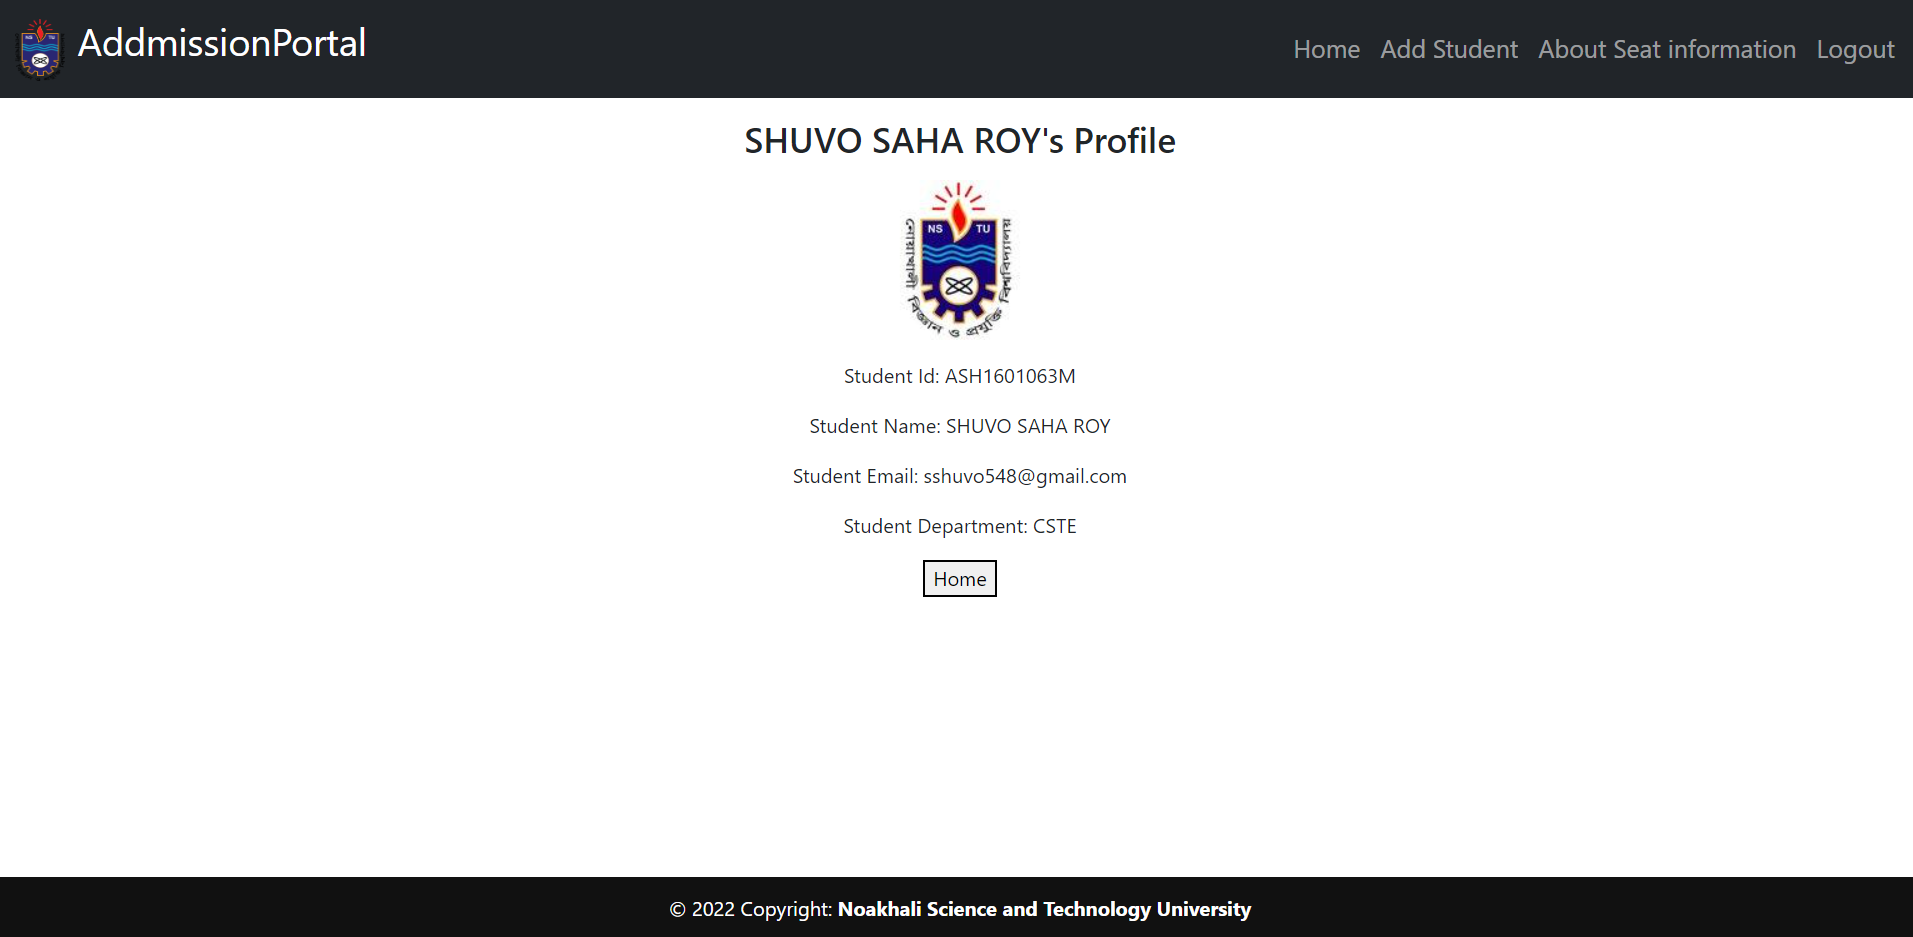 AddmissionPortal
Home Add Student About Seat information Logout
SHUVO SAHA ROY's Profile
NS TU
নোয়াখালী বিজ্ঞান ও প্রযুক্তি বিশ্ববিদ্যালয়
Student Id: ASH1601063M
Student Name: SHUVO SAHA ROY
Student Email: sshuvo548@gmail.com
Student Department: CSTE
Home
© 2022 Copyright: Noakhali Science and Technology University